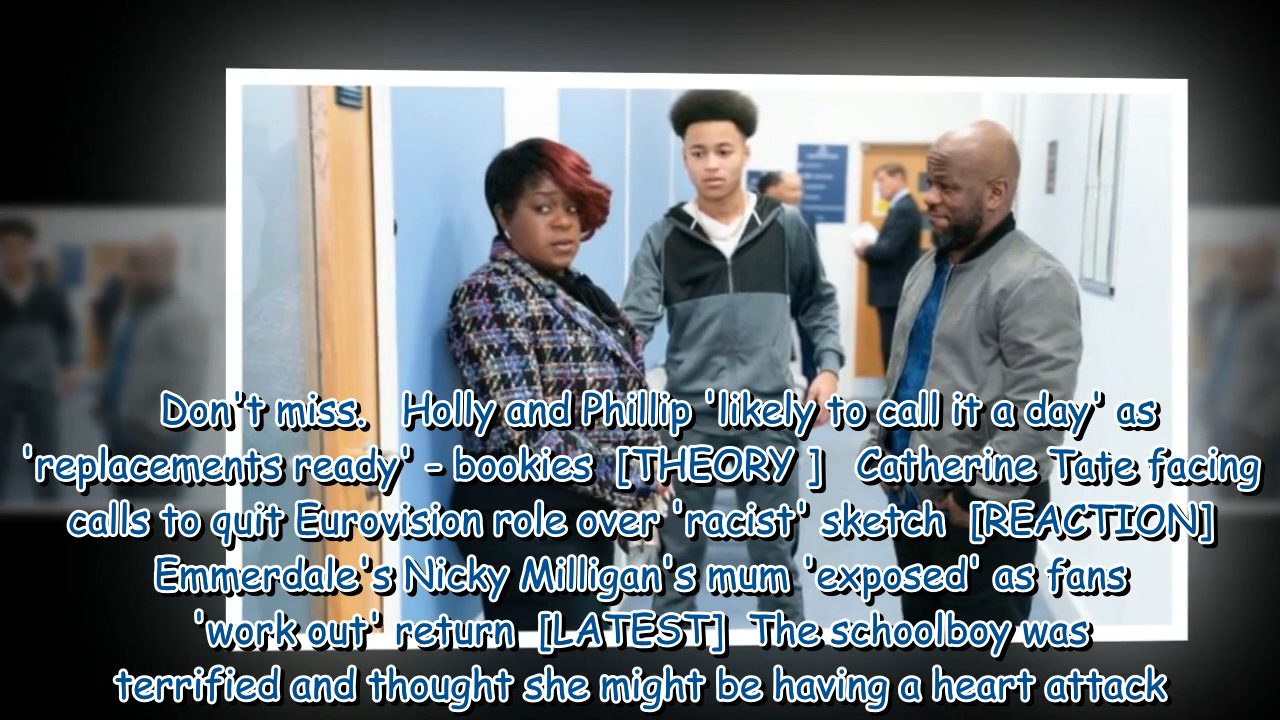 Don't miss. Holly and Phillip 'likely to call it a day' as
'replacements ready' - bookies [THEORY ] Catherine Tate facing
calls to quit Eurovision role over 'racist' sketch [REACTION]
Emmerdale's Nicky Milligan's mum 'exposed' as fans
'work out' return [LATEST] The schoolboy was
terrified and thought she might be having a heart attack